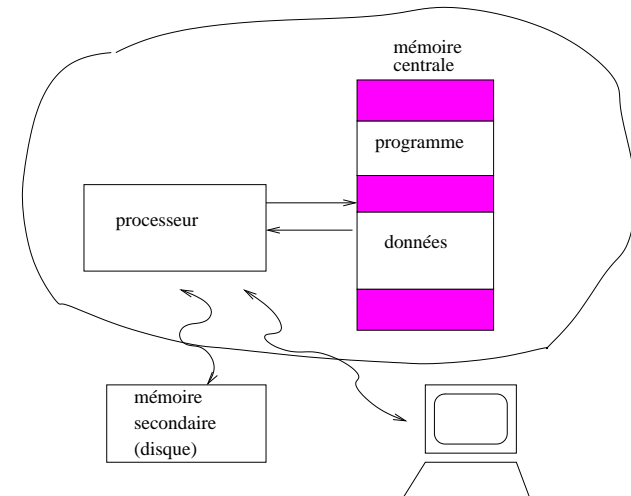 mémoire
centrale
programme
processeur
données
mémoire
secondaire
(disque)